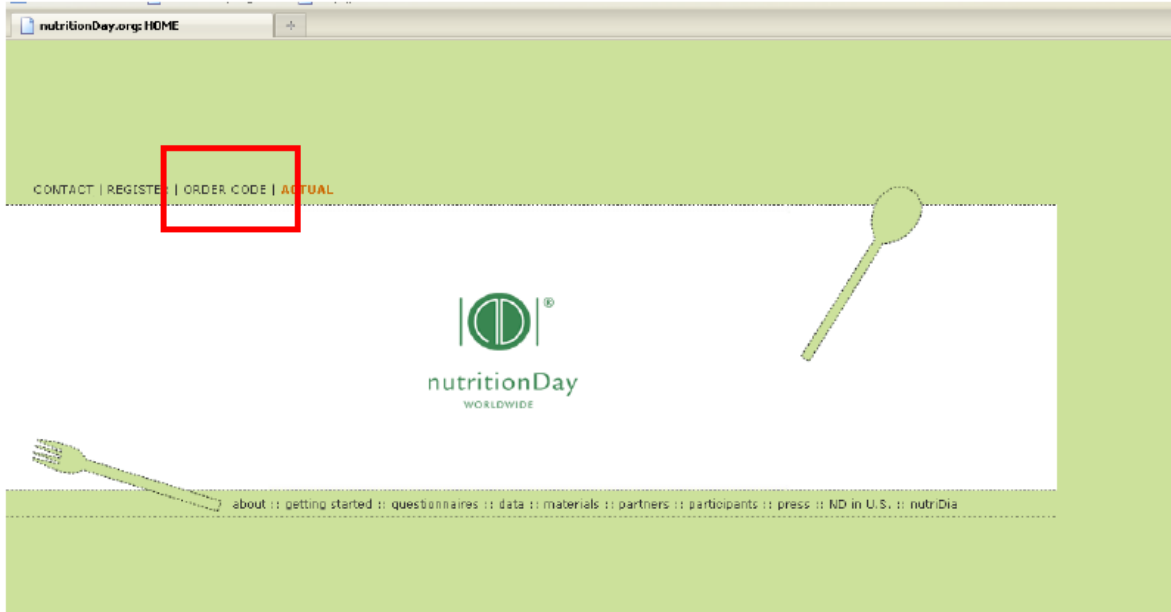 nutritionDay.org: HOME
CONTACT | REGISTER | ORDER CODE | ACTUAL
®
nutritionDay
WORLDWIDE
about :: getting started :: questionnaires :: data :: materials :: partners :: participants :: press :: ND in U.S. :: nutriDia